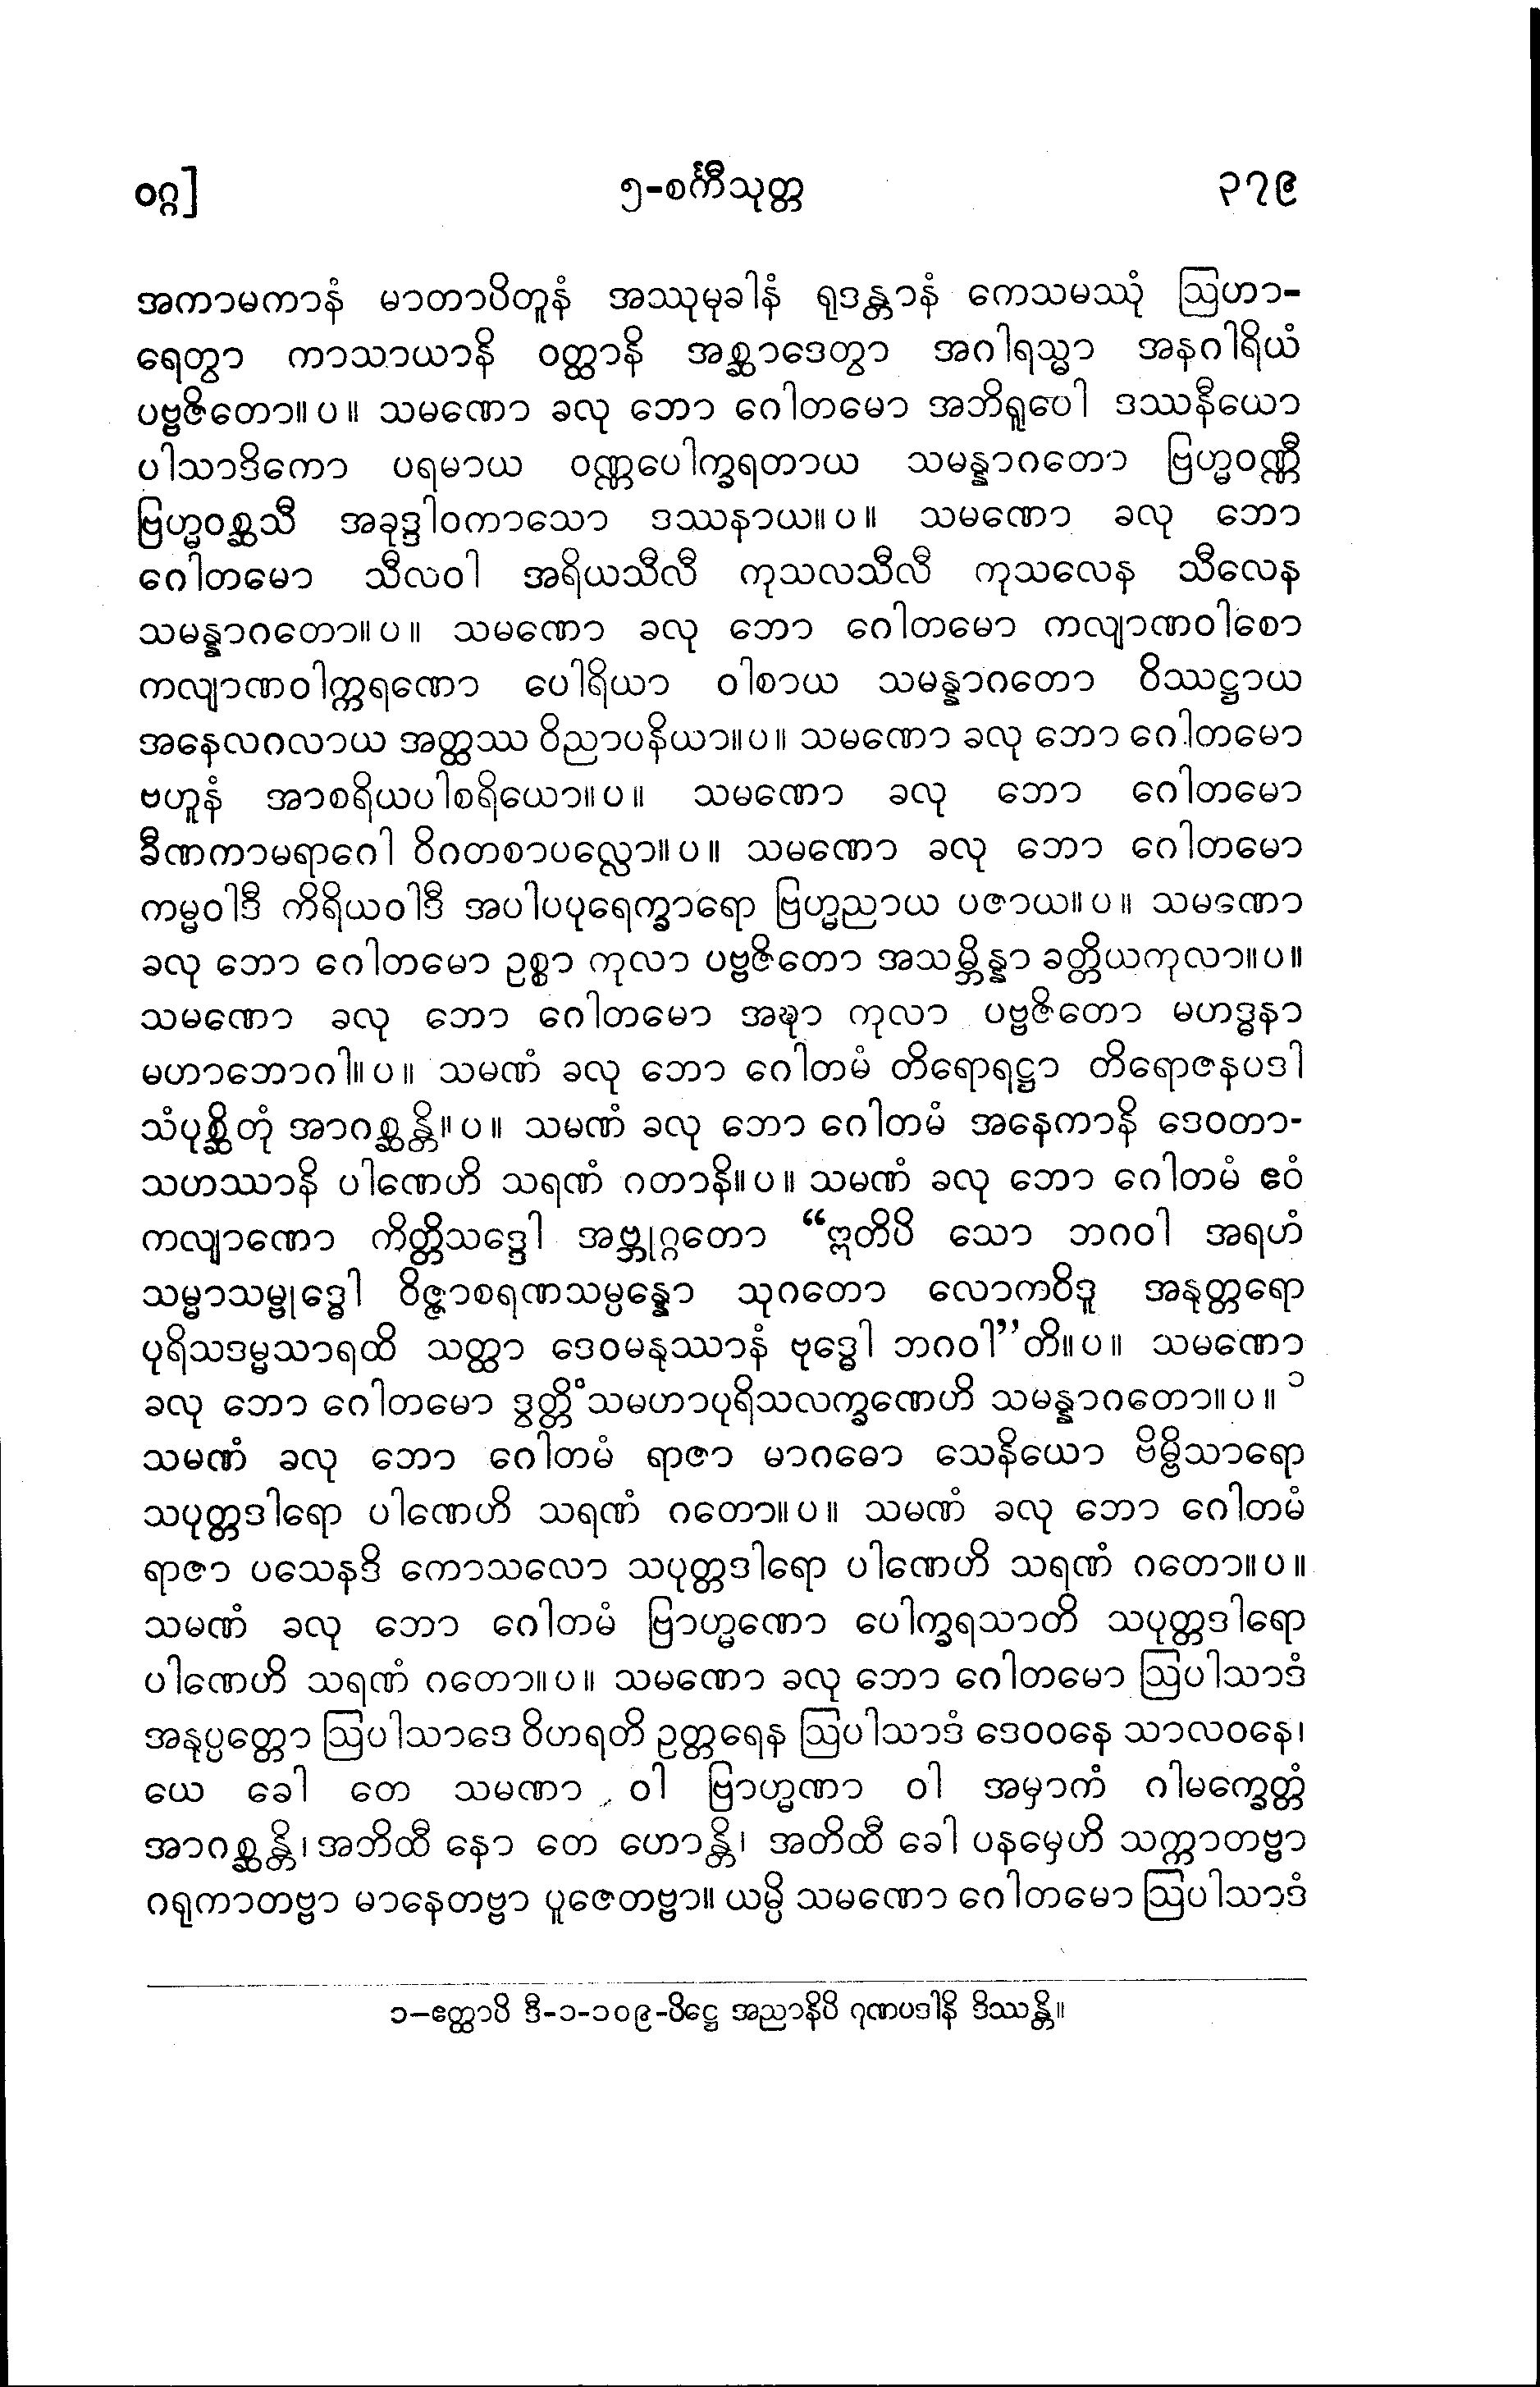 ဝဂ္ဂ] ၅-စင်္ကီသုတ္တ ၃၇၉
အကာမကာနံ မာတာပိတူနံ အဿုမုခါနံ ရုဒန္တာနံ ကေသမဿုံ ဩဟာ-
ရေတွာ ကာသာယာနိ ဝတ္ထာနိ အစ္ဆာဒေတွာ အဂါရသ္မာ အနဂါရိယံ
ပဗ္ဗဇိတော။ပ။ သမဏော ခလု ဘော ဂေါတမော အဘိရူပေါ ဒဿနီယော
ပါသာဒိကော ပရမာယ ဝဏ္ဏပေါက္ခရတာယ သမန္နာဂတော ဗြဟ္မဝဏ္ဏီ
ဗြဟ္မဝစ္ဆသီ အခုဒ္ဒါဝကာသော ဒဿနာယ။ပ။ သမဏော ခလု ဘော
ဂေါတမော သီလဝါ အရိယသီလီ ကုသလသီလီ ကုသလေန သီလေန
သမန္နာဂတော။ပ။ သမဏော ခလု ဘော ဂေါတမော ကလျာဏဝါစော
ကလျာဏဝါက္ကရဏော ပေါရိယာ ဝါစာယ သမန္နာဂတော ဝိဿဋ္ဌာယ
အနေလဂလာယ အတ္ထဿ ဝိညာပနိယာ။ပ။ သမဏော ခလု ဘော ဂေါတမော
ဗဟူနံ အာစရိယပါစရိယော။ပ။ သမဏော ခလု ဘော ဂေါတမော
ခီဏကာမရာဂေါ ဝိဂတစာပလ္လော။ပ။ သမဏော ခလု ဘော ဂေါတမော
ကမ္မဝါဒီ ကိရိယဝါဒီ အပါပပုရေက္ခာရော ဗြဟ္မညာယ ပဇာယ။ပ။ သမဏော
ခလု ဘော ဂေါတမော ဥစ္စာ ကုလာ ပဗ္ဗဇိတော အသမ္ဘိန္နာ ခတ္တိယကုလာ။ပ။
သမဏော ခလု ဘော ဂေါတမော အဍ္ဎာ ကုလာ ပဗ္ဗဇိတော မဟဒ္ဓနာ
မဟာဘောဂါ။ပ။ သမဏံ ခလု ဘော ဂေါတမံ တိရောရဋ္ဌာ တိရောဇနပဒါ
သံပုစ္ဆိတုံ အာဂစ္ဆန္တိ။ပ။ သမဏံ ခလု ဘော ဂေါတမံ အနေကာနိ ဒေဝတာ-
သဟဿာနိ ပါဏေဟိ သရဏံ ဂတာနိ။ပ။ သမဏံ ခလု ဘော ဂေါတမံ ဧဝံ
ကလျာဏော ကိတ္တိသဒ္ဒေါ အဗ္ဘုဂ္ဂတော “ဣတိပိ သော ဘဂဝါ အရဟံ
သမ္မာသမ္ဗုဒ္ဓေါ ဝိဇ္ဇာစရဏသမ္ပန္နော သုဂတော လောကဝိဒူ အနုတ္တရော
ပုရိသဒမ္မသာရထိ သတ္ထာ ဒေဝမနုဿာနံ ဗုဒ္ဓေါ ဘဂဝါ”တိ။ပ။ သမဏော
ခလု ဘော ဂေါတမော ဒွတ္တိံသမဟာပုရိသလက္ခဏေဟိ သမန္နာဂတော။ပ။ ၁
သမဏံ ခလု ဘော ဂေါတမံ ရာဇာ မာဂဓော သေနိယော ဗိမ္ဗိသာရော
သပုတ္တဒါရော ပါဏေဟိ သရဏံ ဂတော။ပ။ သမဏံ ခလု ဘော ဂေါတမံ
ရာဇာ ပသေနဒိ ကောသလော သပုတ္တဒါရော ပါဏေဟိ သရဏံ ဂတော။ပ။
သမဏံ ခလု ဘော ဂေါတမံ ဗြာဟ္မဏော ပေါက္ခရသာတိ သပုတ္တဒါရော
ပါဏေဟိ သရဏံ ဂတော။ပ။ သမဏော ခလု ဘော ဂေါတမော ဩပါသာဒံ
အနုပ္ပတ္တော ဩပါသာဒေ ဝိဟရတိ ဥတ္တရေန ဩပါသာဒံ ဒေဝဝနေ သာလဝနေ၊
ယေ ခေါ တေ သမဏာ ဝါ ဗြာဟ္မဏာ ဝါ အမှာကံ ဂါမက္ခေတ္တံ
အာဂစ္ဆန္တိ၊ အဘိထီ နော တေ ဟောန္တိ၊ အတိထီ ခေါ ပနမှေဟိ သက္ကာတဗ္ဗာ
ဂရုကာတဗ္ဗာ မာနေတဗ္ဗာ ပူဇေတဗ္ဗာ။ ယမ္ပိ သမဏော ဂေါတမော ဩပါသာဒံ
၁–ဧတ္ထာပိ ဒီ-၁-၁၀၉-ပိဋ္ဌေ အညာနိပိ ဂုဏပဒါနိ ဒိဿန္တိ။